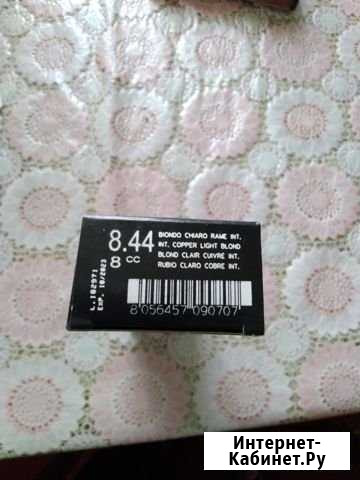 8.44
8 CC
BIONDO CHIARO RAME INT.
INT. COPPER LIGHT BLOND
BLOND CLAIR CUIVRE INT.
RUBIO CLARO COBRE INT.
L.102971
EXP. 10/2023
8 056457 090707
Интернет-
Кабинет.Ру